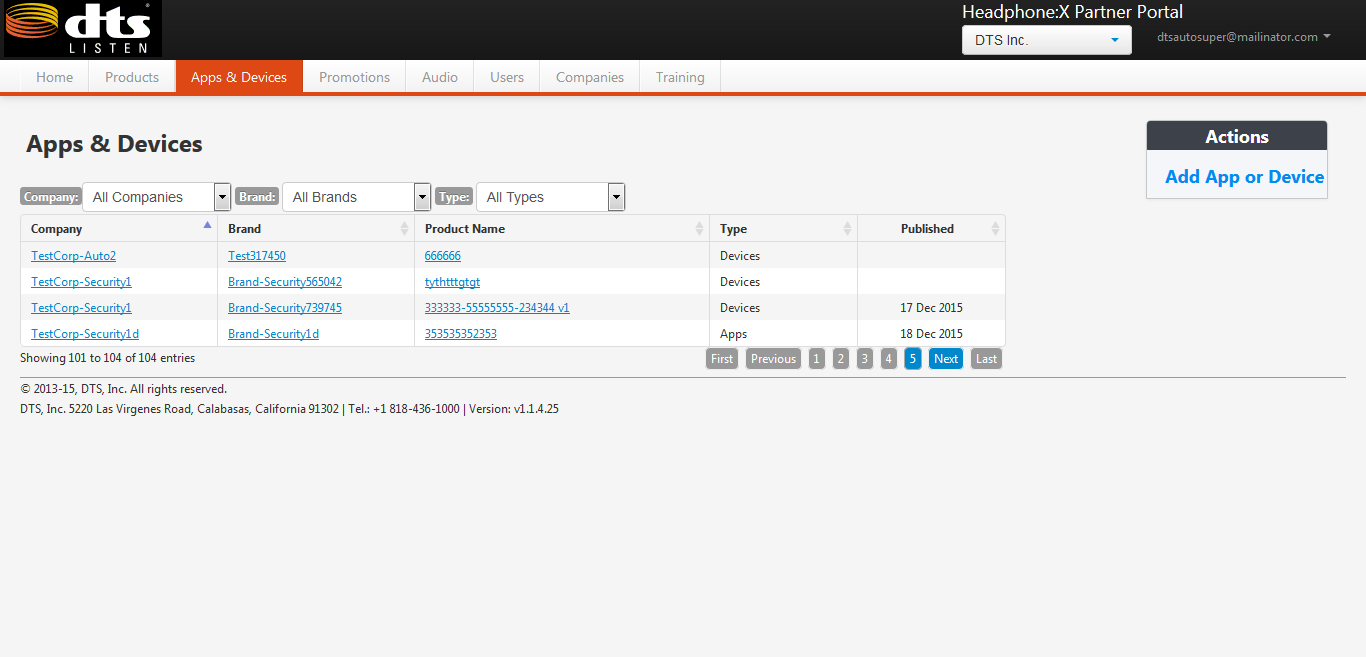 dts
LISTEN
Headphone:X Partner Portal
DTS Inc.
dtsautosuper@mailinator.com
Home Products Apps & Devices Promotions Audio Users Companies Training
Apps & Devices
Actions
Add App or Device
Company: All Companies Brand: All Brands Type: All Types
Company Brand Product Name Type Published
TestCorp-Auto2 Test317450 666666 Devices
TestCorp-Security1 Brand-Security565042 tythtttgtgt Devices
TestCorp-Security1 Brand-Security739745 333333-55555555-234344 v1 Devices 17 Dec 2015
TestCorp-Security1d Brand-Security1d 353535352353 Apps 18 Dec 2015
Showing 101 to 104 of 104 entries First Previous 1 2 3 4 5 Next Last
© 2013-15, DTS, Inc. All rights reserved.
DTS, Inc. 5220 Las Virgenes Road, Calabasas, California 91302 | Tel.: +1 818-436-1000 | Version: v1.1.4.25